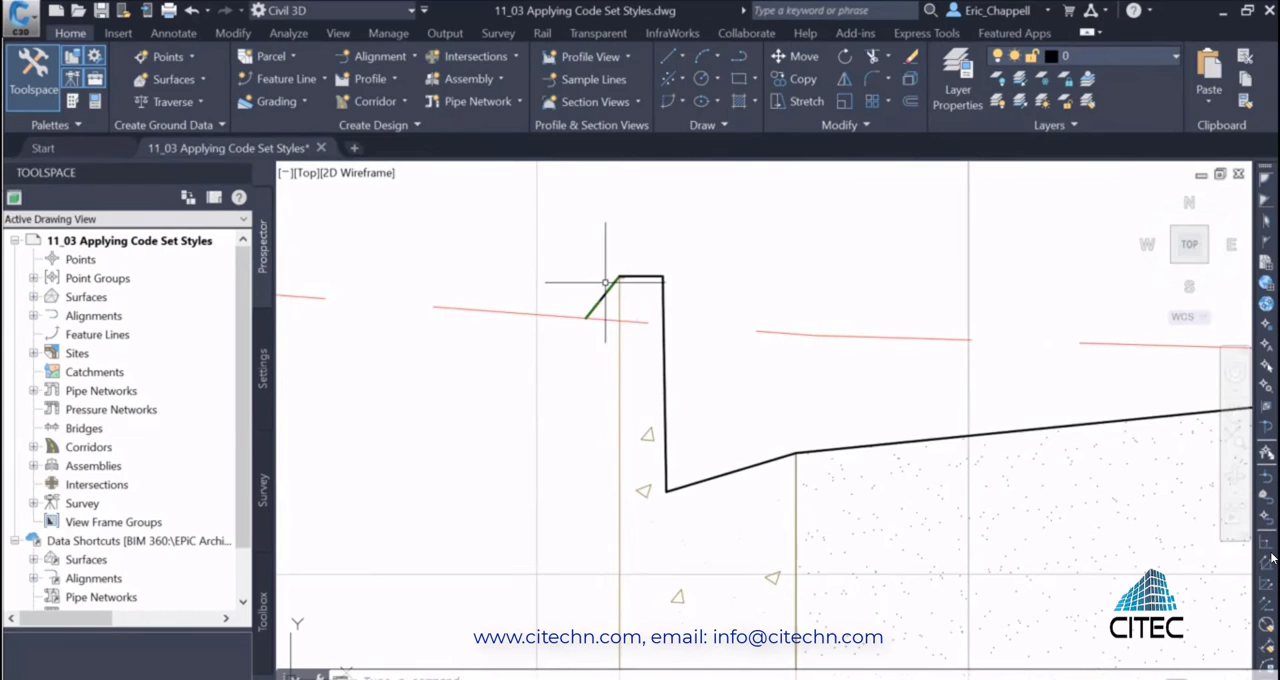 Civil 3D
11_03 Applying Code Set Styles.dwg
Type a keyword or phrase
Eric_Chappell
C3D
Home Insert Annotate Modify Analyze View Manage Output Survey Rail Transparent InfraWorks Collaborate Help Add-ins Express Tools Featured Apps
Toolspace
Points
Surfaces
Traverse
Parcel
Feature Line
Grading
Alignment
Profile
Corridor
Intersections
Assembly
Pipe Network
Profile View
Sample Lines
Section Views
Move
Copy
Stretch
Layer
Properties
0
Paste
Palettes Create Ground Data Create Design Profile & Section Views Draw Modify Layers Clipboard
Start 11_03 Applying Code Set Styles*
TOOLSPACE
Active Drawing View
11_03 Applying Code Set Styles
Points
Point Groups
Surfaces
Alignments
Feature Lines
Sites
Catchments
Pipe Networks
Pressure Networks
Bridges
Corridors
Assemblies
Intersections
Survey
View Frame Groups
Data Shortcuts [BIM 360:\EPiC Archi...
Surfaces
Alignments
Pipe Networks
Prospector
Settings
Survey
Toolbox
[−][Top][2D Wireframe]
N
W TOP E
S
WCS
Y
CITEC
www.citechn.com, email: info@citechn.com